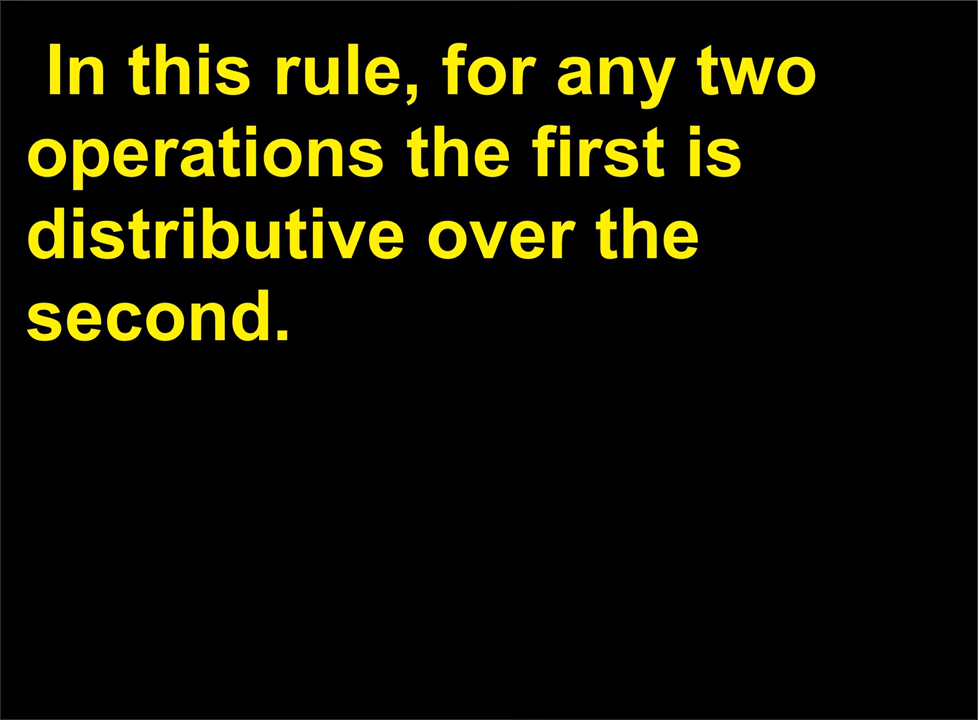 In this rule, for any two
operations the first is
distributive over the
second.